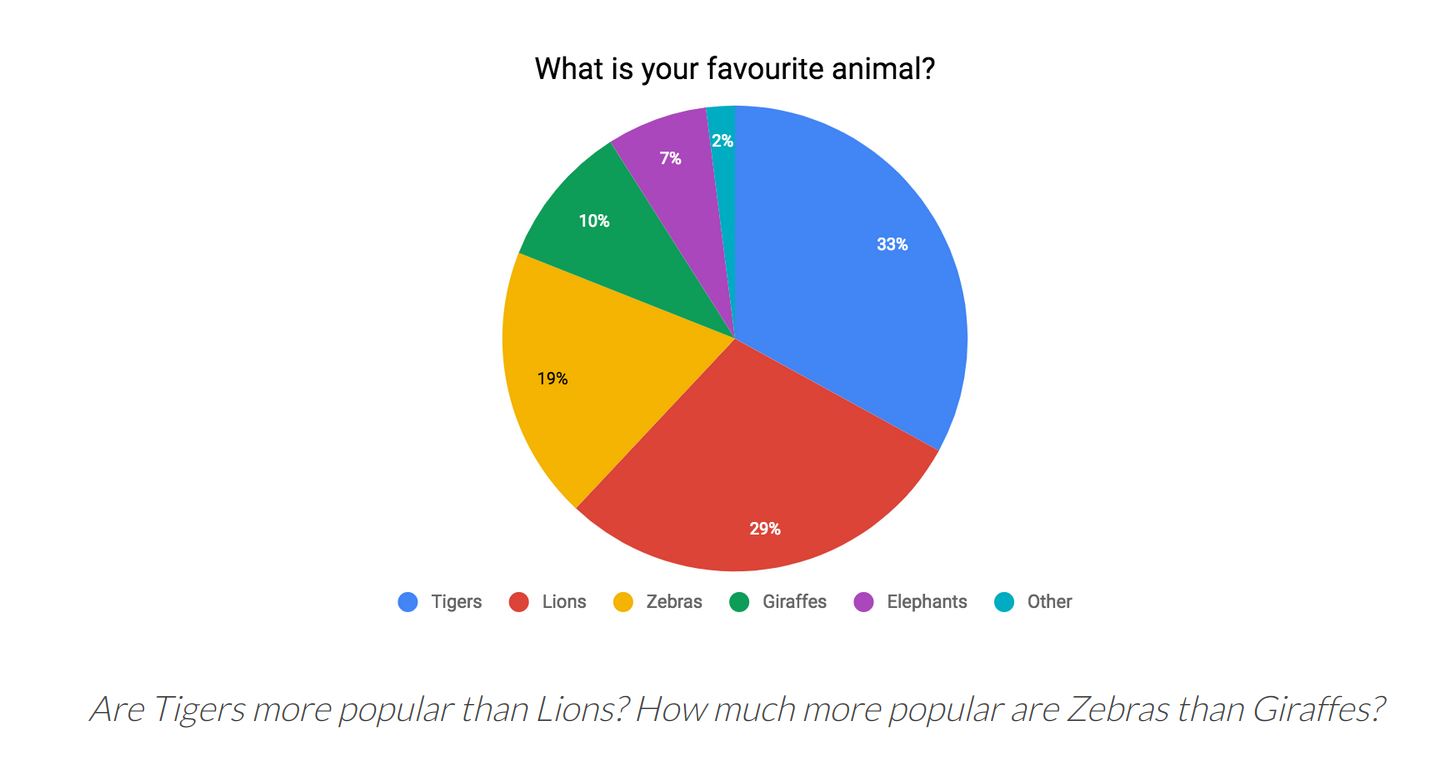 What is your favourite animal?
2%
7%
10%
33%
19%
29%
Tigers Lions Zebras Giraffes Elephants Other
Are Tigers more popular than Lions? How much more popular are Zebras than Giraffes?